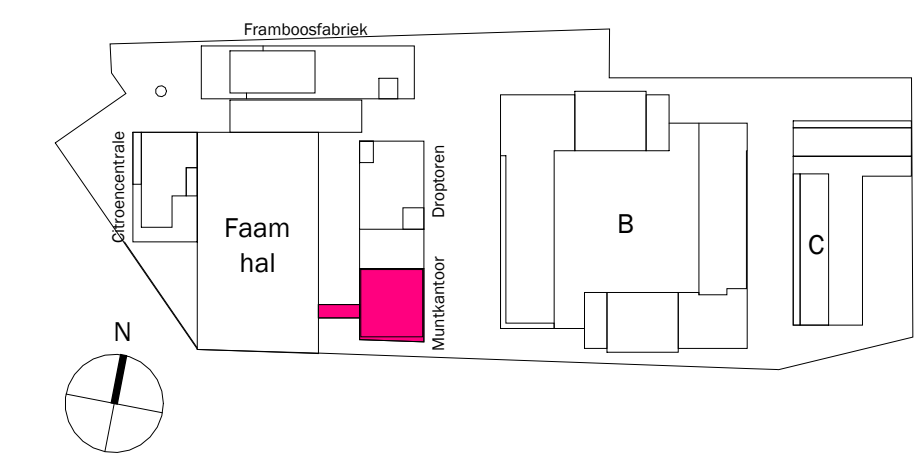 Framboosfabriek
Citroencentrale
Faam
hal
Droptoren
Muntkantoor
B
C
N